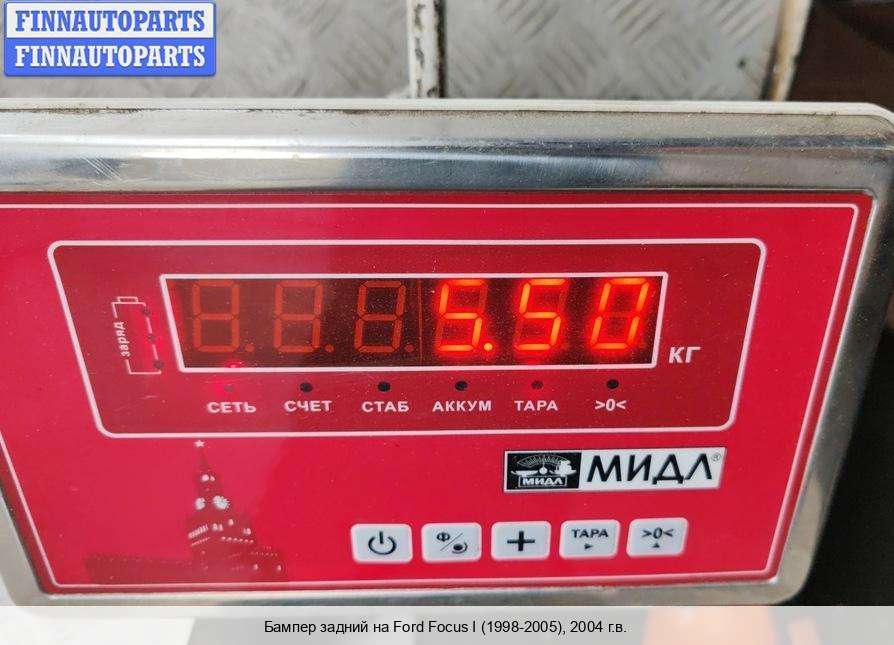 FINNAUTOPARTS
FINNAUTOPARTS
5.50
КГ
заряд
СЕТЬ СЧЕТ СТАБ АККУМ ТАРА >0<
МИДЛ МИДЛ®
Ф ТАРА >0<
Бампер задний на Ford Focus I (1998-2005), 2004 г.в.